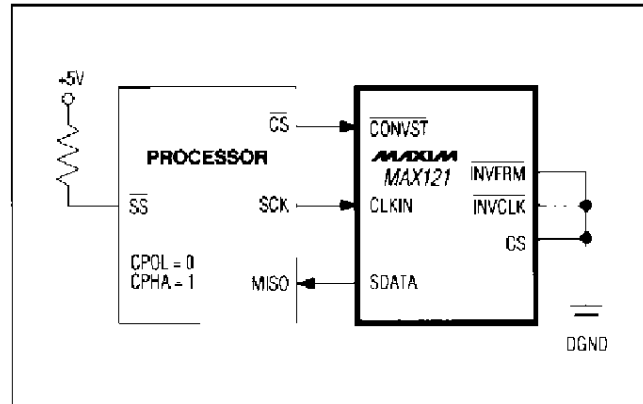 +5V
PROCESSOR
CS
SS
SCK
CPOL = 0
CPHA = 1
MISO
CONVST
MAXIM
MAX121
INVFRM
CLKIN
INVCLK
CS
SDATA
DGND